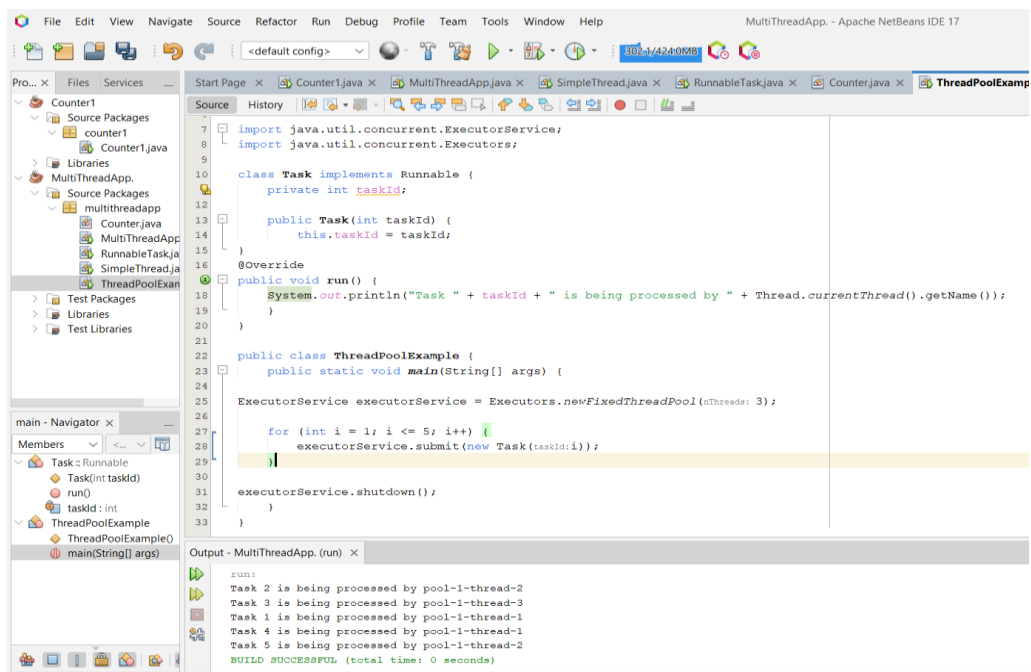 File Edit View Navigate Source Refactor Run Debug Profile Team Tools Window Help
MultiThreadApp. - Apache NetBeans IDE 17
<default config>
302.1/424.0MB
Pro... × Files Services
Counter1
Source Packages
counter1
Counter1.java
Libraries
MultiThreadApp.
Source Packages
multithreadapp
Counter.java
MultiThreadApp
RunnableTask.ja
SimpleThread.ja
ThreadPoolExan
Test Packages
Libraries
Test Libraries
main - Navigator ×
Members
<...
Task :: Runnable
Task(int taskId)
run()
taskId : int
ThreadPoolExample
ThreadPoolExample()
main(String[] args)
Start Page × Counter1.java × MultiThreadApp.java × SimpleThread.java × RunnableTask.java × Counter.java × ThreadPoolExamp
Source History
7 import java.util.concurrent.ExecutorService;
8 import java.util.concurrent.Executors;
9
10 class Task implements Runnable {
private int taskId;
12
13 public Task(int taskId) {
14 this.taskId = taskId;
15 }
16 @Override
public void run() {
18 System.out.println("Task " + taskId + " is being processed by " + Thread.currentThread().getName());
19 }
20 }
21
22 public class ThreadPoolExample {
23 public static void main(String[] args) {
24
25 ExecutorService executorService = Executors.newFixedThreadPool(nThreads: 3);
26
27 for (int i = 1; i <= 5; i++) {
28 executorService.submit(new Task(taskId:i));
29 }
30
31 executorService.shutdown();
32 }
33 }
Output - MultiThreadApp. (run) ×
run:
Task 2 is being processed by pool-1-thread-2
Task 3 is being processed by pool-1-thread-3
Task 1 is being processed by pool-1-thread-1
Task 4 is being processed by pool-1-thread-1
Task 5 is being processed by pool-1-thread-2
BUILD SUCCESSFUL (total time: 0 seconds)